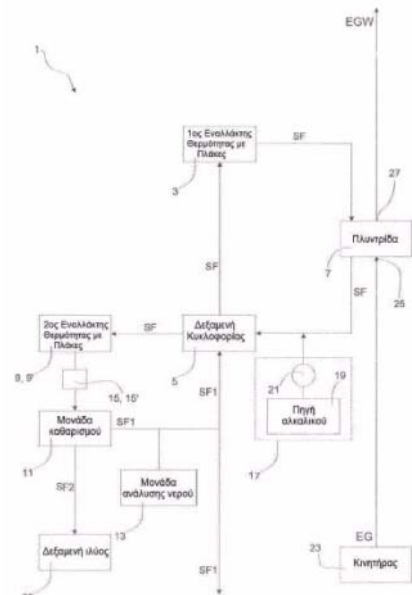 EGW
1
1ος Εναλλάκτη
Θερμότητας με
Πλάκες
SF
3
27
Πλυντρίδα
7
25
SF
SF
2ος Εναλλάκτη
Θερμότητας με
Πλάκες
SF
Δεξαμενή
Κυκλοφορίας
5
9, 9'
15, 15'
21
19
Πηγή
αλκαλικού
17
SF1
Μονάδα
καθαρισμού
11
SF1
SF2
Μονάδα
ανάλυσης νερού
13
Δεξαμενή ιλύος
EG
23
Κινητήρας
SF1